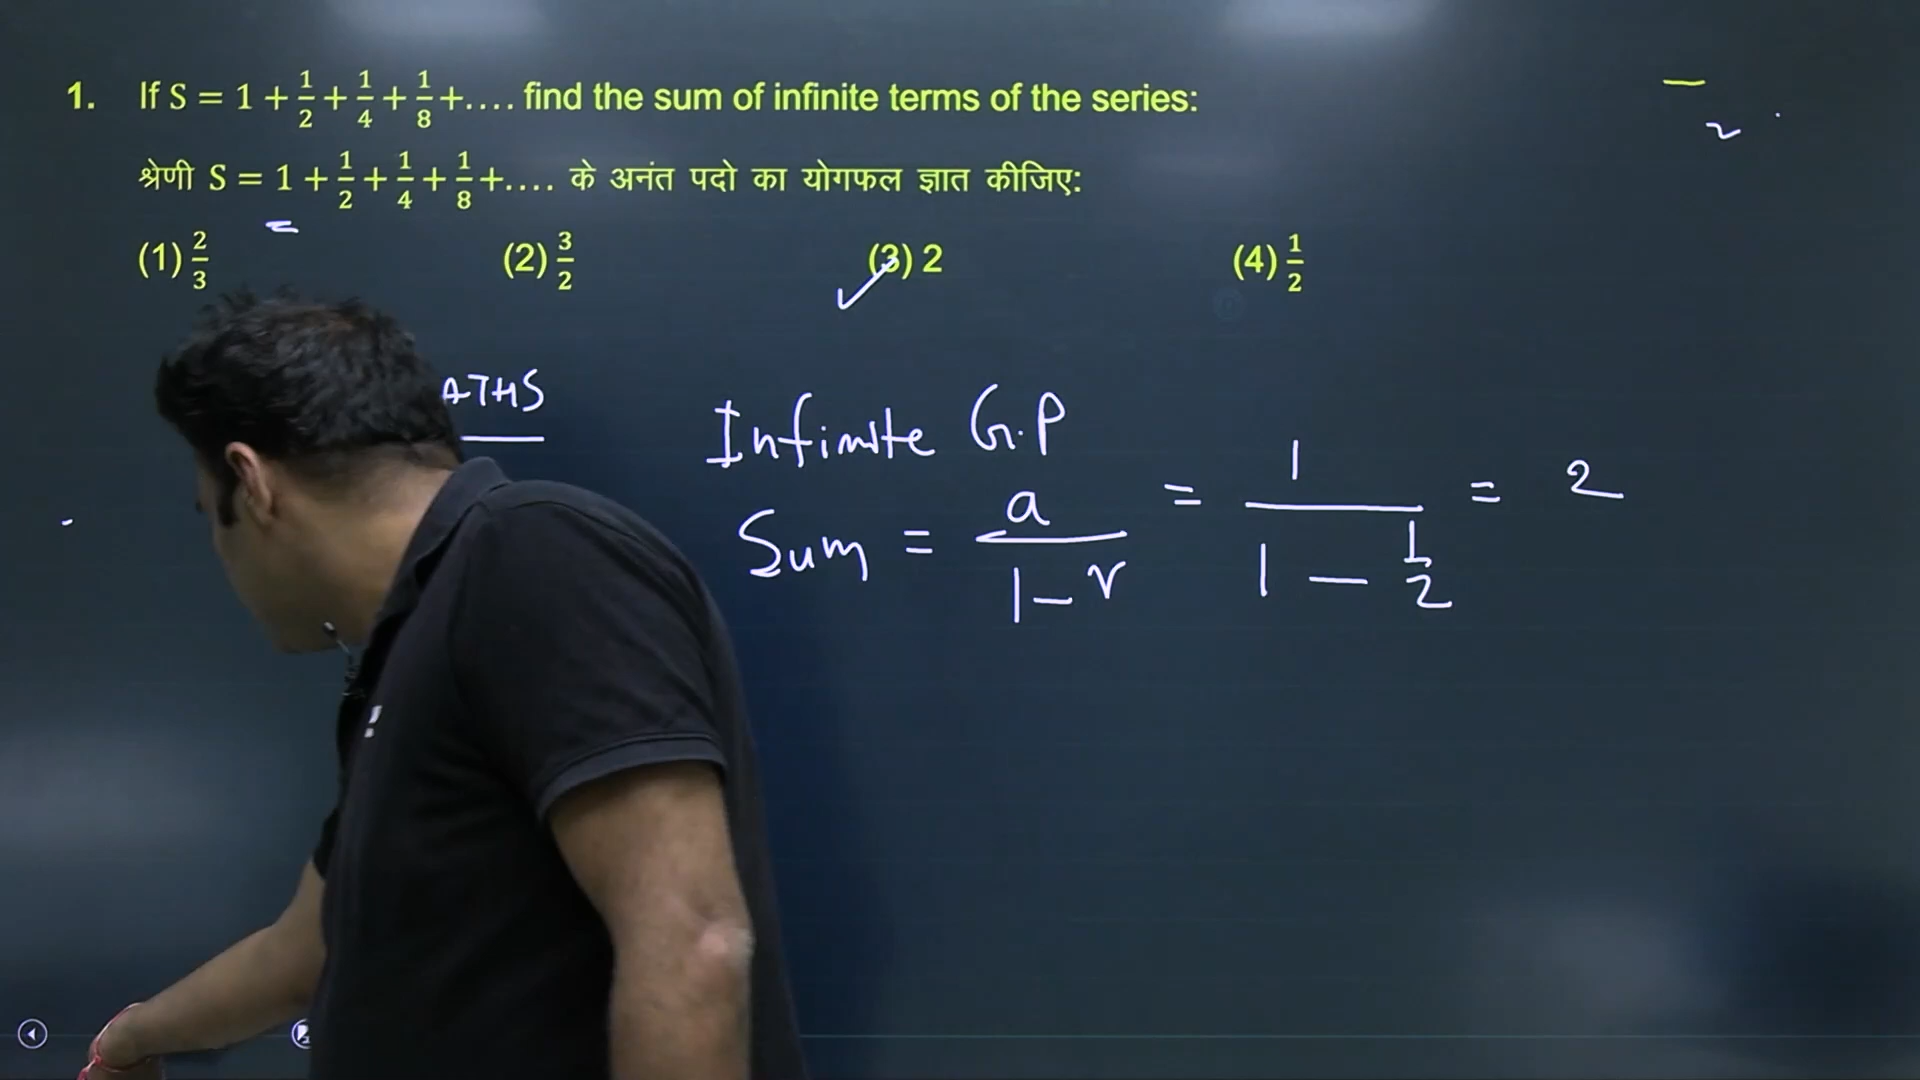 1. If S = 1 + 1/2 + 1/4 + 1/8 +.... find the sum of infinite terms of the series:
श्रेणी S = 1 + 1/2 + 1/4 + 1/8 +.... के अनंत पदो का योगफल ज्ञात कीजिए:
(1) 2/3 (2) 3/2 (3) 2 (4) 1/2
ATHS
Infinite G.P
Sum = a/(1-r) = 1/(1 - 1/2) = 2
2